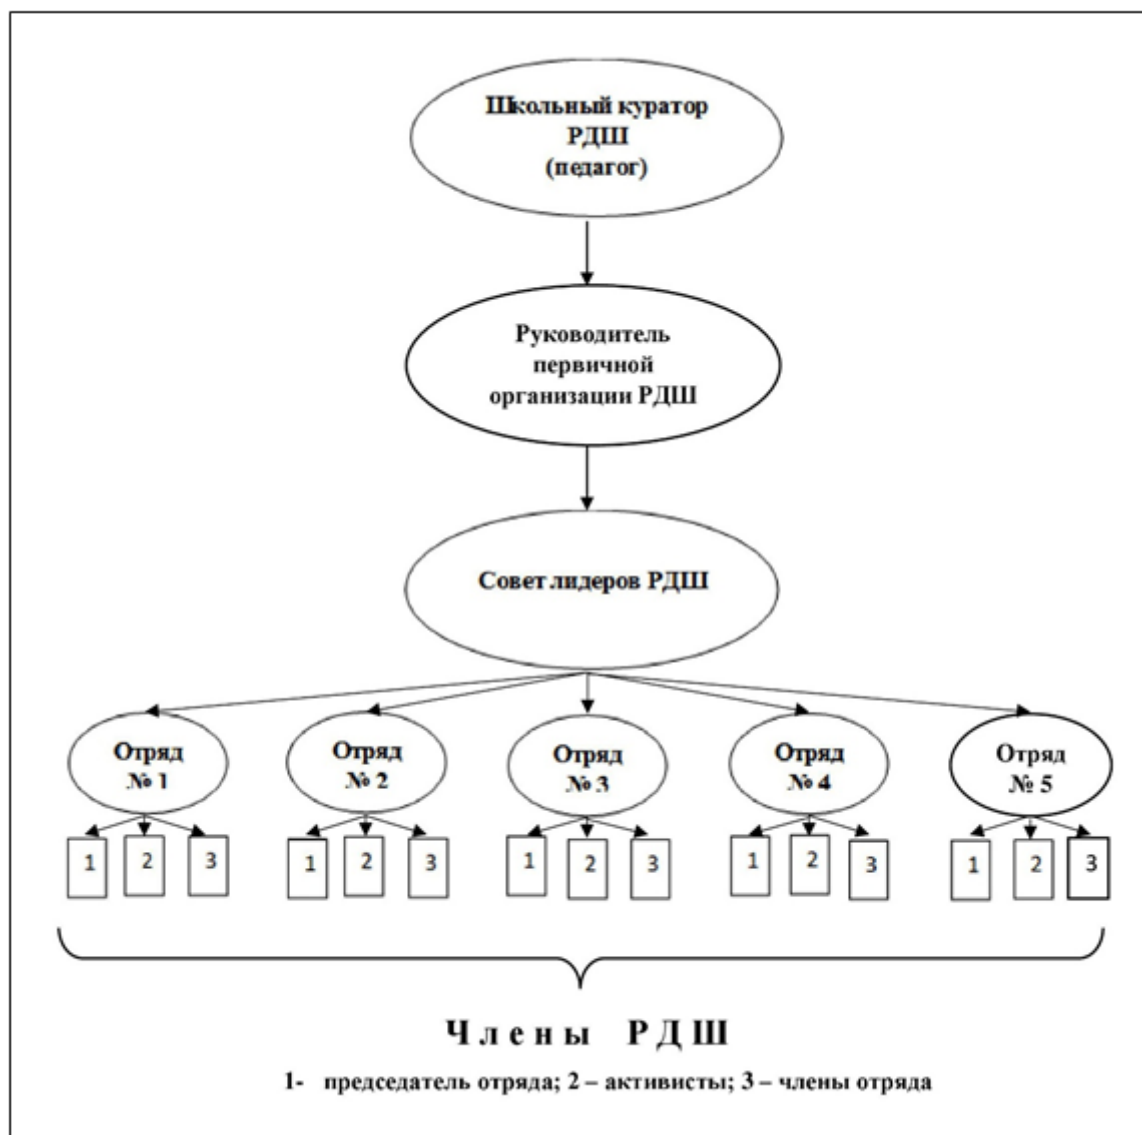 Школьный куратор
РДШ
(педагог)
Руководитель
первичной
организации РДШ
Совет лидеров РДШ
Отряд
№ 1
Отряд
№ 2
Отряд
№ 3
Отряд
№ 4
Отряд
№ 5
1 2 3 1 2 3 1 2 3 1 2 3 1 2 3
Члены РДШ
1- председатель отряда; 2 – активисты; 3 – члены отряда